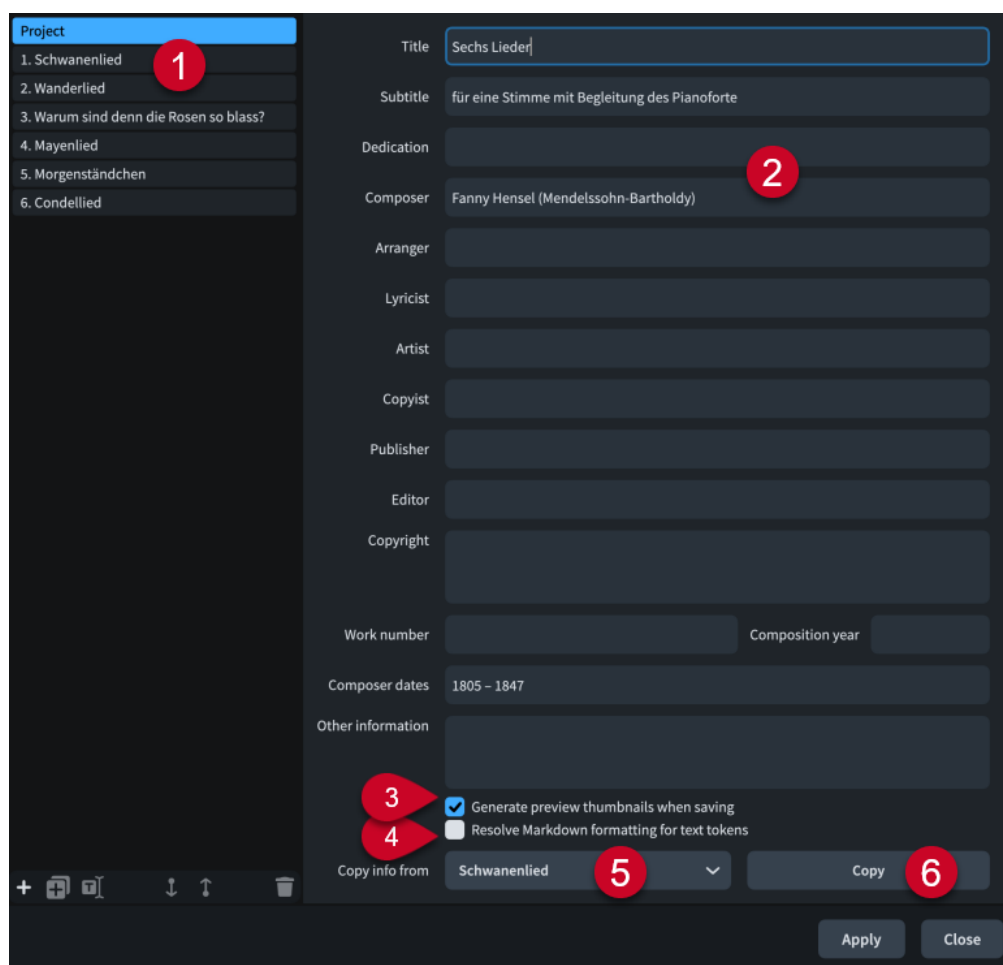 Project
1. Schwanenlied
1
2. Wanderlied
3. Warum sind denn die Rosen so blass?
4. Mayenlied
5. Morgenständchen
6. Condellied
Title Sechs Lieder
Subtitle für eine Stimme mit Begleitung des Pianoforte
Dedication
2
Composer Fanny Hensel (Mendelssohn-Bartholdy)
Arranger
Lyricist
Artist
Copyist
Publisher
Editor
Copyright
Work number Composition year
Composer dates 1805 – 1847
Other information
3 Generate preview thumbnails when saving
4 Resolve Markdown formatting for text tokens
Copy info from Schwanenlied 5 Copy 6
Apply Close